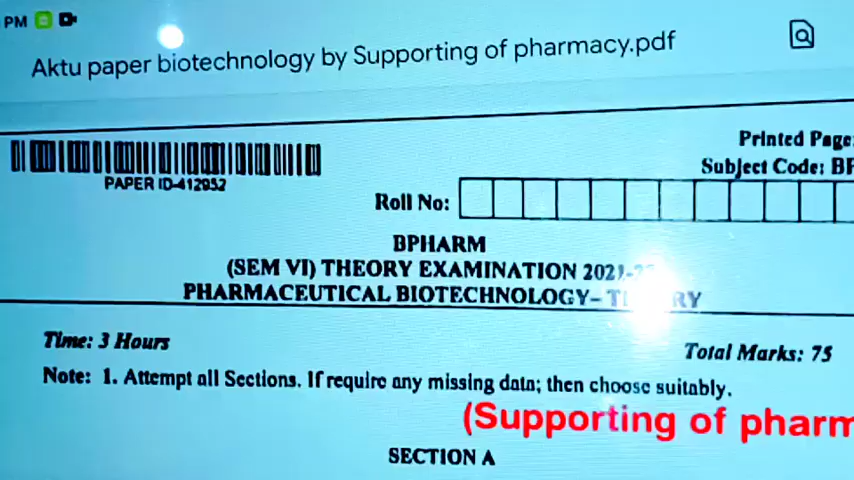 PM
Aktu paper biotechnology by Supporting of pharmacy.pdf
Printed Page:
Subject Code: BP
PAPER ID-412952
Roll No:
BPHARM
(SEM VI) THEORY EXAMINATION 2021-
PHARMACEUTICAL BIOTECHNOLOGY–
Time: 3 Hours
Total Marks: 75
Note: 1. Attempt all Sections. If require any missing data; then choose suitably.
(Supporting of pharm
SECTION A